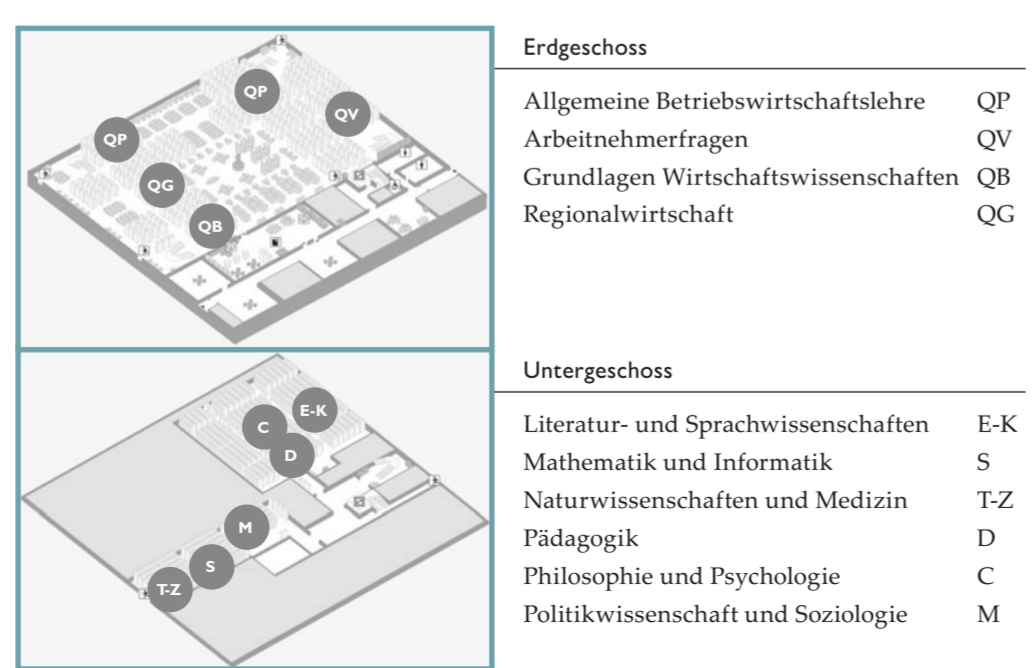 Erdgeschoss
Allgemeine Betriebswirtschaftslehre QP
Arbeitnehmerfragen QV
Grundlagen Wirtschaftswissenschaften QB
Regionalwirtschaft QG
QP
QV
QP
QG
QB
Untergeschoss
Literatur- und Sprachwissenschaften E-K
Mathematik und Informatik S
Naturwissenschaften und Medizin T-Z
Pädagogik D
Philosophie und Psychologie C
Politikwissenschaft und Soziologie M
E-K
C
D
M
S
T-Z